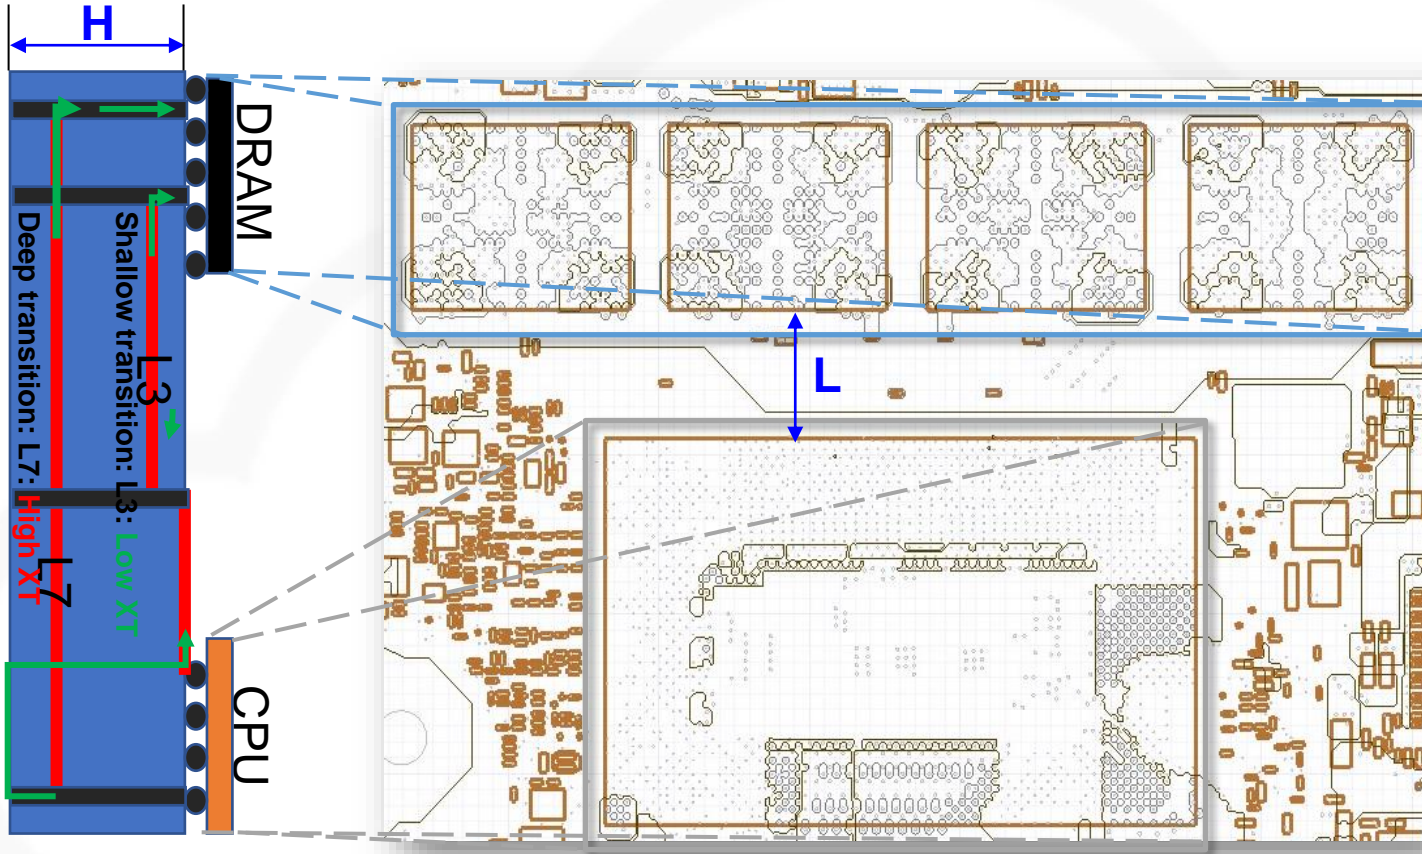 H
DRAM
Deep transition: L7: High XT
Shallow transition: L3: Low XT
L3
L7
CPU
L